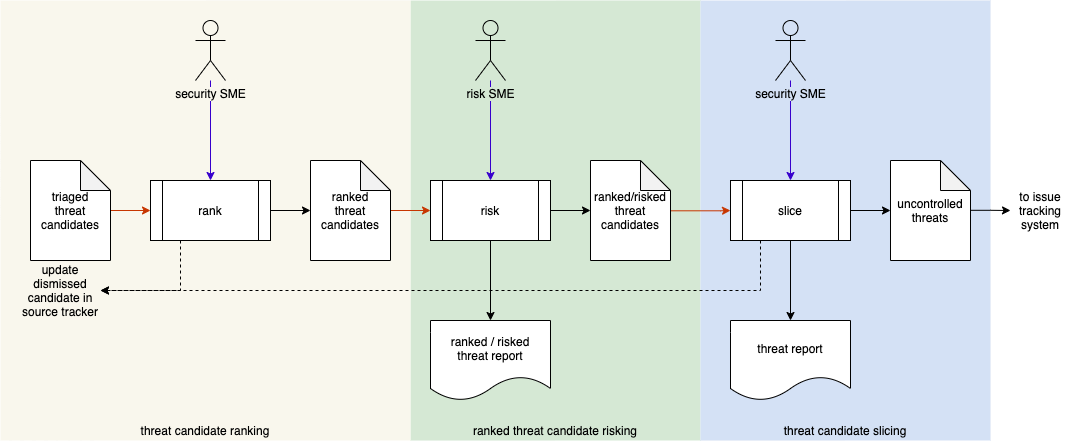 security SME
risk SME
security SME
triaged
threat
candidates
rank
ranked
threat
candidates
risk
ranked/risked
threat
candidates
slice
uncontrolled
threats
to issue
tracking
system
update
dismissed
candidate in
source tracker
ranked / risked
threat report
threat report
threat candidate ranking
ranked threat candidate risking
threat candidate slicing